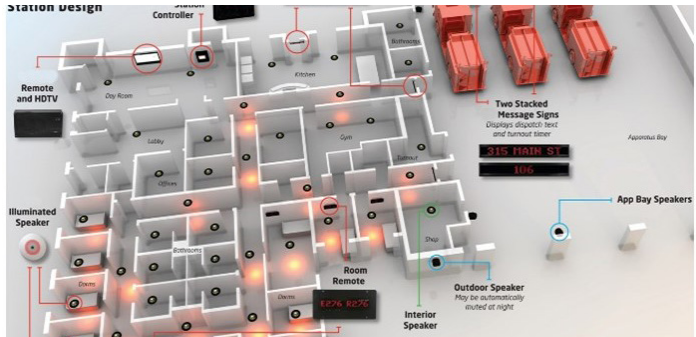 Station Design
Station
Controller
Bathrooms
Kitchen
Day Room
Remote
and HDTV
Two Stacked
Message Signs
Displays dispatch text
and turnout timer
Apparatus Bay
Lobby
Gym
315 MAIN ST
106
Turnout
Offices
App Bay Speakers
Illuminated
Speaker
Shop
Bathrooms
Room
Remote
Outdoor Speaker
May be automatically
muted at night
Dorms
Dorms
E276 R276
Interior
Speaker